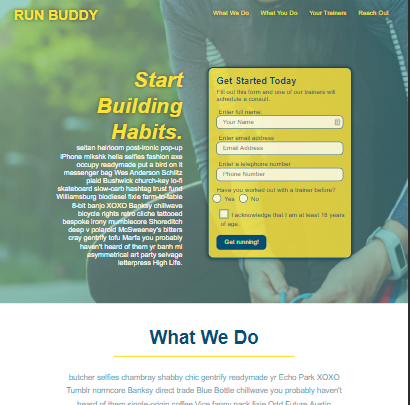 RUN BUDDY
What We Do
What You Do
Your Trainers
Reach Out
Start
Building
Habits.
seitan heirloom post-ironic pop-up
iPhone mikshk hella selfies fashion axe
occupy readymade put a bird on it
messenger bag Wes Anderson Schlitz
plaid Bushwick church-key lo-fi
skateboard slow-carb hashtag trust fund
Williamsburg biodiesel fixie farm-to-table
8-bit banjo XOXO Banksy chillwave
bicycle rights retro cliche tattooed
bespoke irony mumblecore Shoreditch
deep v polaroid McSweeney's bitters
cray gentrify tofu Marfa you probably
haven't heard of them yr banh mi
asymmetrical art party selvage
letterpress High Life.
Get Started Today
Fill out this form and one of our trainers will
schedule a consult.
Enter full name:
Your Name
Enter email address
Email Address
Enter a telephone number
Phone Number
Have you worked out with a trainer before?
Yes
No
I acknowledge that I am at least 18 years
of age.
Get running!
What We Do
butcher selfies chambray shabby chic gentrify readymade yr Echo Park XOXO
Tumblr normcore Banksy direct trade Blue Bottle chillwave you probably haven't
heard of them single-origin coffee Vice fanny pack fixie Odd Future Austin